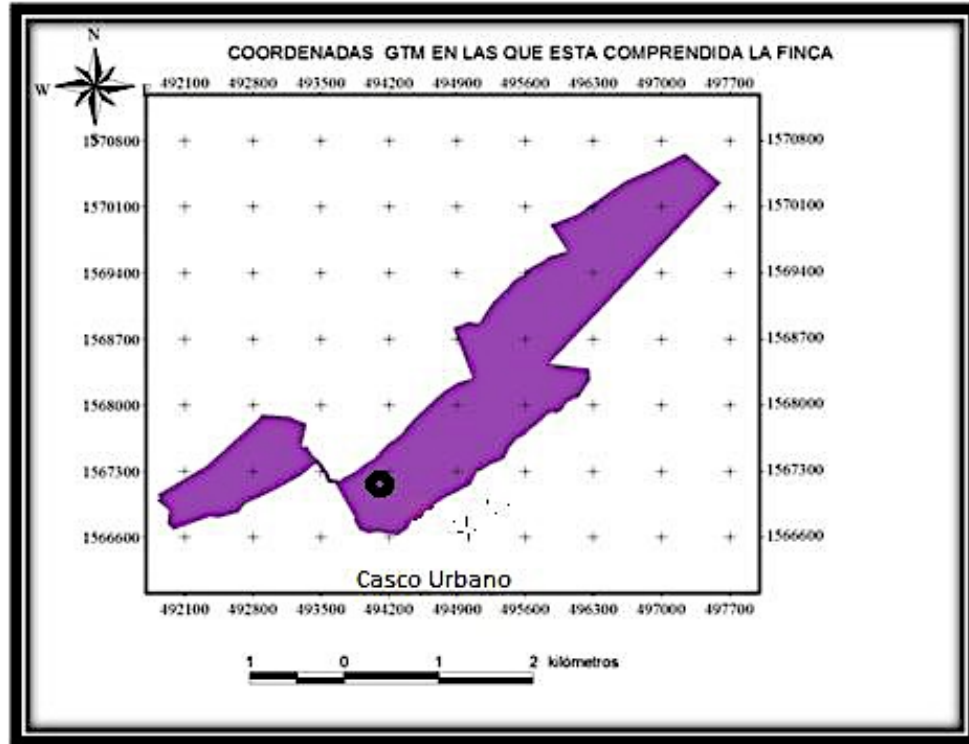 N
COORDENADAS GTM EN LAS QUE ESTA COMPRENDIDA LA FINCA
W E
492100 492800 493500 494200 494900 495600 496300 497000 497700
S
1570800 1570800
1570100 1570100
1569400 1569400
1568700 1568700
1568000 1568000
1567300 1567300
1566600 1566600
Casco Urbano
492100 492800 493500 494200 494900 495600 496300 497000 497700
1 0 1 2 kilómetros